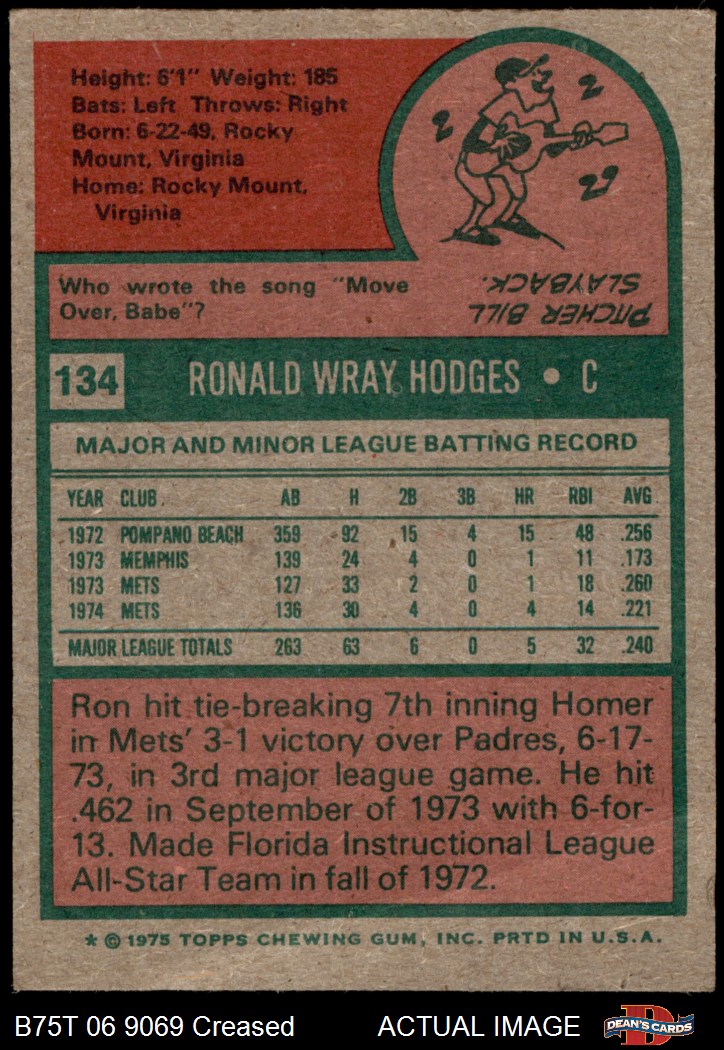 Height: 6'1" Weight: 185
Bats: Left Throws: Right
Born: 6-22-49, Rocky
Mount, Virginia
Home: Rocky Mount,
Virginia
Who wrote the song "Move
Over, Babe"?
PITCHER BILL
SLAYBACK.
134 RONALD WRAY HODGES • C
MAJOR AND MINOR LEAGUE BATTING RECORD
YEAR CLUB AB H 2B 3B HR RBI AVG.
1972 POMPANO BEACH 359 92 15 4 15 48 .256
1973 MEMPHIS 139 24 4 0 1 11 .173
1973 METS 127 33 2 0 1 18 .260
1974 METS 136 30 4 0 4 14 .221
MAJOR LEAGUE TOTALS 263 63 6 0 5 32 .240
Ron hit tie-breaking 7th inning Homer
in Mets' 3-1 victory over Padres, 6-17-
73, in 3rd major league game. He hit
.462 in September of 1973 with 6-for-
13. Made Florida Instructional League
All-Star Team in fall of 1972.
* © 1975 TOPPS CHEWING GUM, INC. PRTD IN U.S.A.
B75T 06 9069 Creased ACTUAL IMAGE
DEAN'S CARDS